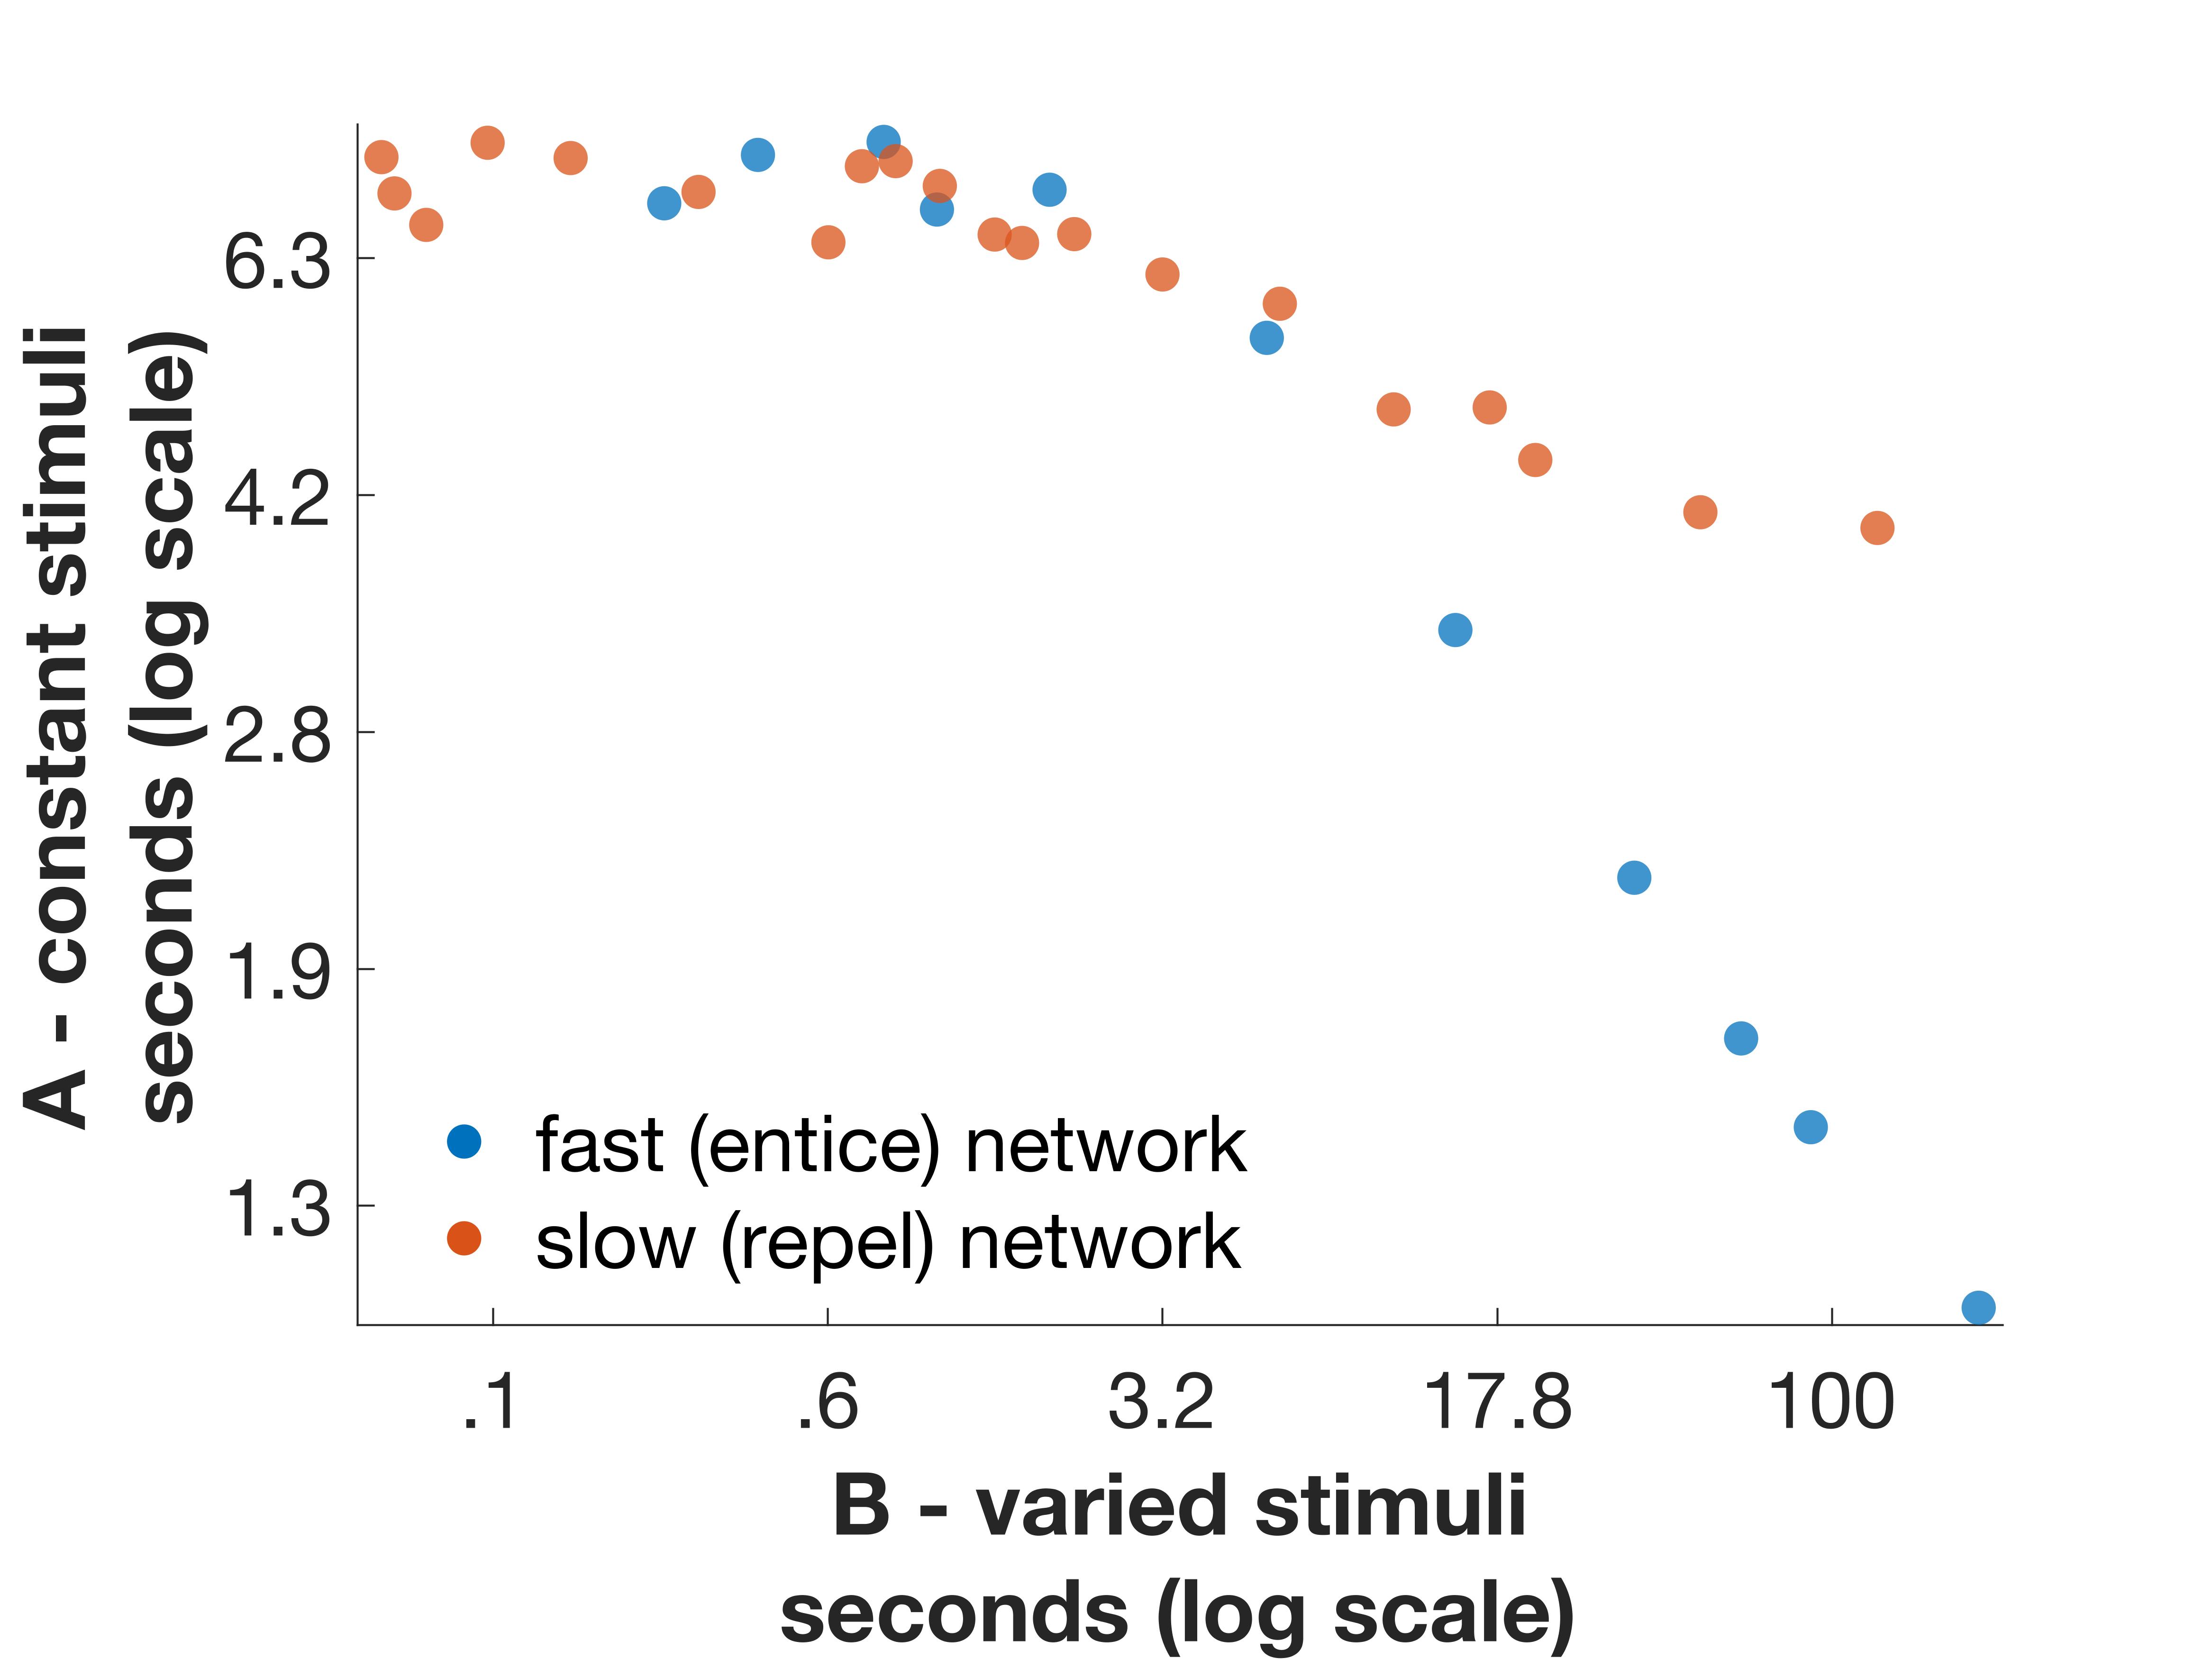 A - constant stimuli
seconds (log scale)
6.3
4.2
2.8
1.9
1.3
fast (entice) network
slow (repel) network
.1
.6
3.2
17.8
100
B - varied stimuli
seconds (log scale)